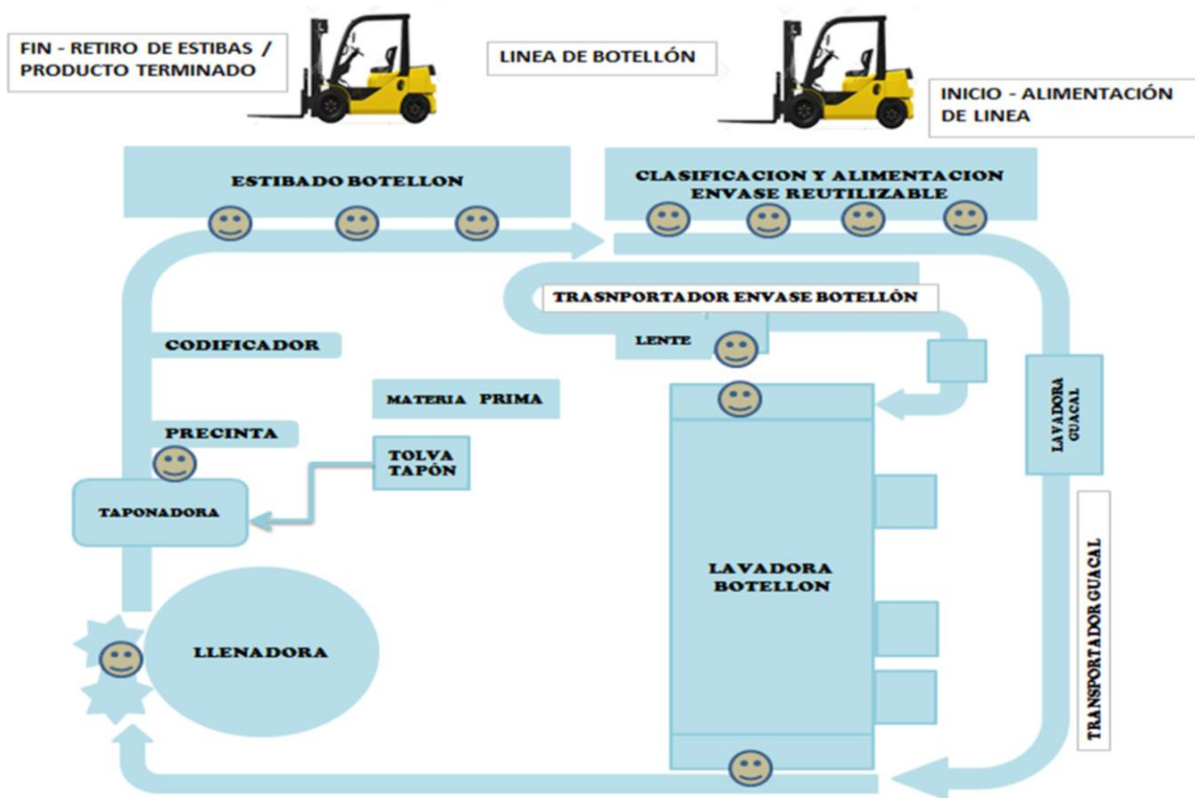 FIN - RETIRO DE ESTIBAS /
PRODUCTO TERMINADO
LINEA DE BOTELLÓN
INICIO - ALIMENTACIÓN
DE LINEA
ESTIBADO BOTELLON
CLASIFICACION Y ALIMENTACION
ENVASE REUTILIZABLE
TRASNPORTADOR ENVASE BOTELLÓN
LENTE
CODIFICADOR
MATERIA PRIMA
PRECINTA
TOLVA
TAPÓN
LAVADORA
GUACAL
TAPONADORA
LAVADORA
BOTELLON
TRANSPORTADOR GUACAL
LLENADORA